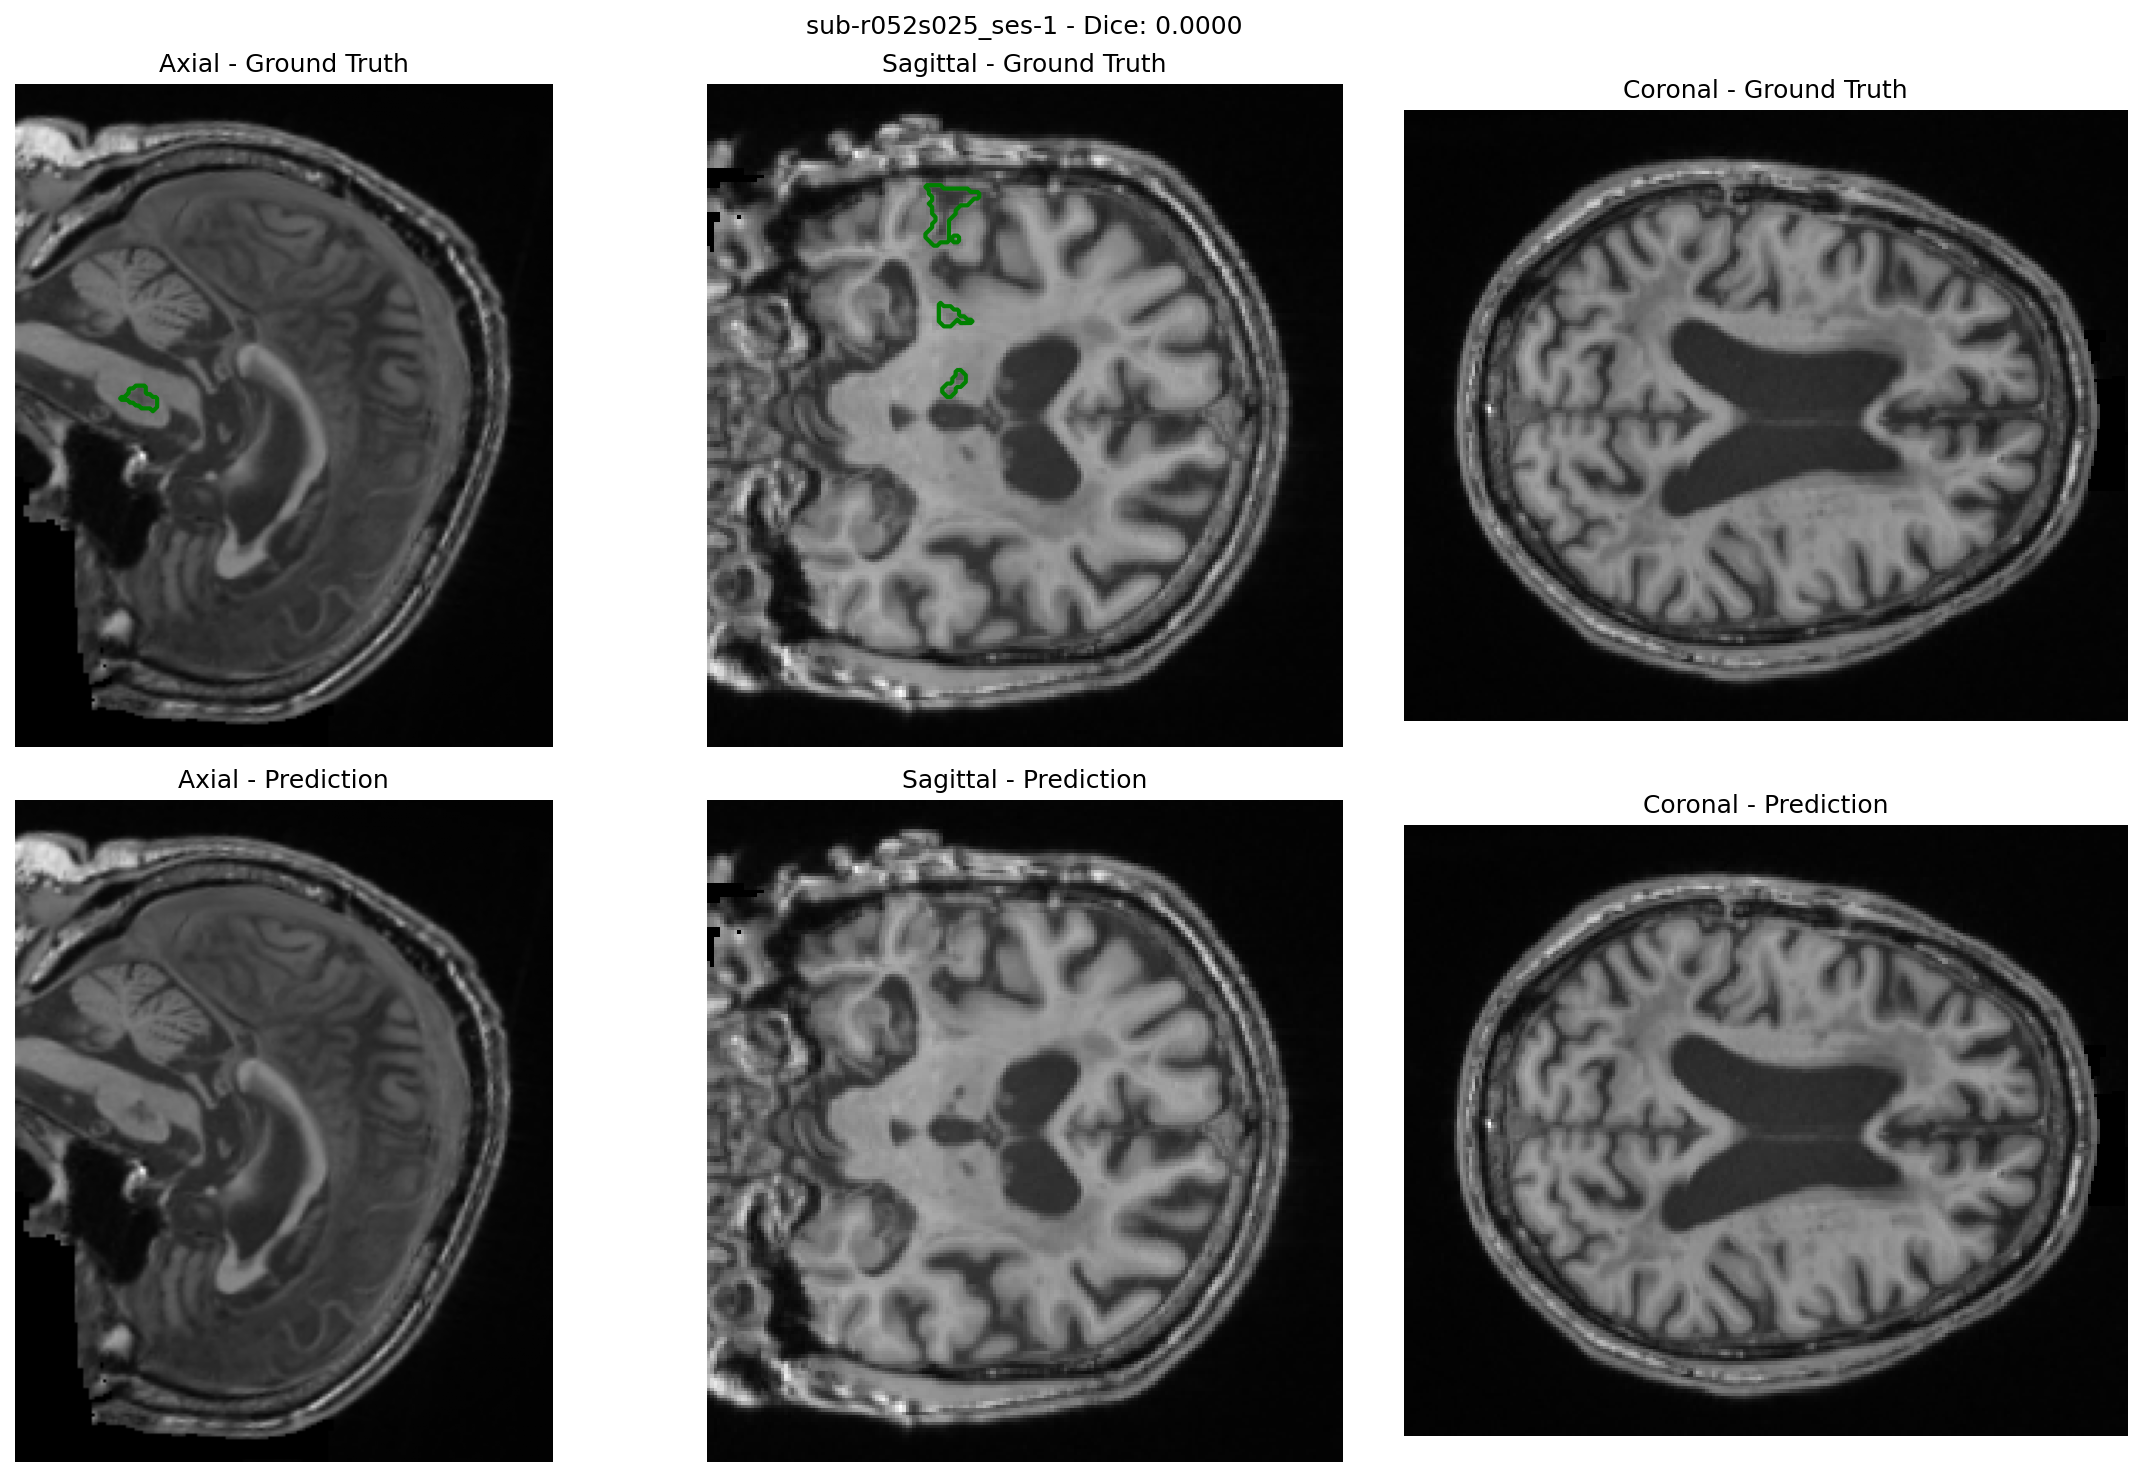 sub-r052s025_ses-1 - Dice: 0.0000
Axial - Ground Truth
Sagittal - Ground Truth
Coronal - Ground Truth
Axial - Prediction
Sagittal - Prediction
Coronal - Prediction